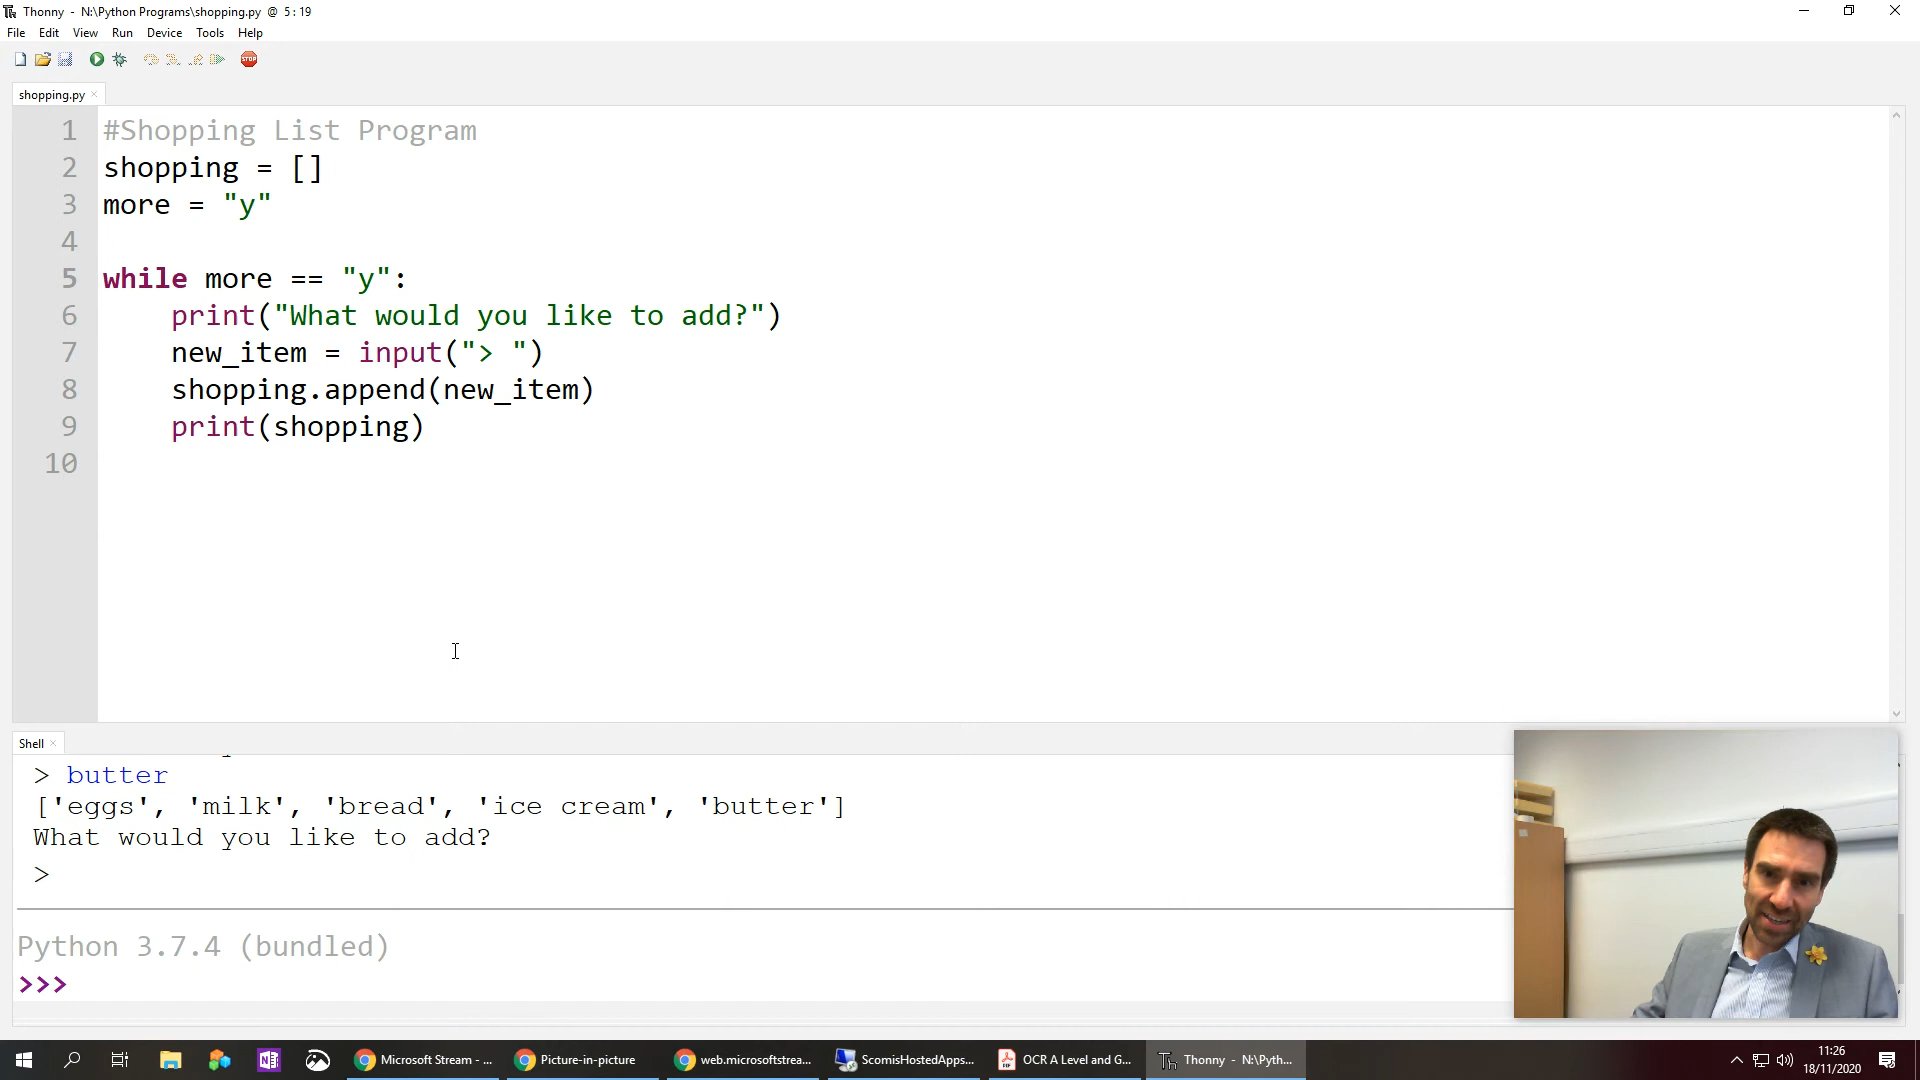 Thonny - N:\Python Programs\shopping.py @ 5:19
File Edit View Run Device Tools Help
STOP
shopping.py
1 #Shopping List Program
2 shopping = []
3 more = "y"
4
5 while more == "y":
6     print("What would you like to add?")
7     new_item = input("> ")
8     shopping.append(new_item)
9     print(shopping)
10
Shell
> butter
['eggs', 'milk', 'bread', 'ice cream', 'butter']
What would you like to add?
>
Python 3.7.4 (bundled)
>>>
Microsoft Stream - ... Picture-in-picture web.microsoftstrea... ScomisHostedApps... OCR A Level and G... Thonny - N:\Pyth... 11:26
18/11/2020